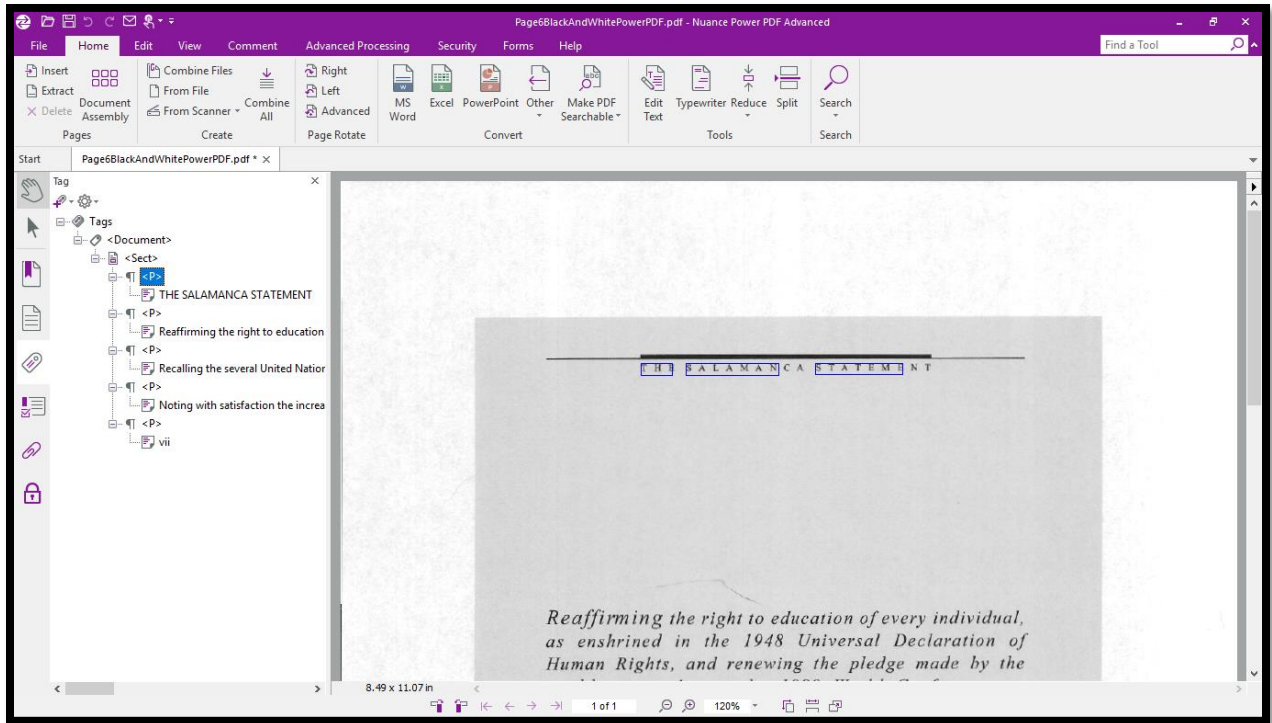 Page6BlackAndWhitePowerPDF.pdf - Nuance Power PDF Advanced
File Home Edit View Comment Advanced Processing Security Forms Help Find a Tool
Insert
Extract
Delete
Document Assembly
Pages
Combine Files
From File
From Scanner
Combine All
Create
Right
Left
Advanced
Page Rotate
MS Word
Excel
PowerPoint
Other
Make PDF Searchable
Convert
Edit Text
Typewriter
Reduce
Split
Tools
Search
Search
Start Page6BlackAndWhitePowerPDF.pdf *
Tag
Tags
<Document>
<Sect>
<P>
THE SALAMANCA STATEMENT
<P>
Reaffirming the right to education
<P>
Recalling the several United Nation
<P>
Noting with satisfaction the increa
<P>
vii
THE SALAMANCA STATEMENT
Reaffirming the right to education of every individual,
as enshrined in the 1948 Universal Declaration of
Human Rights, and renewing the pledge made by the
8.49 x 11.07 in
1 of 1 120%